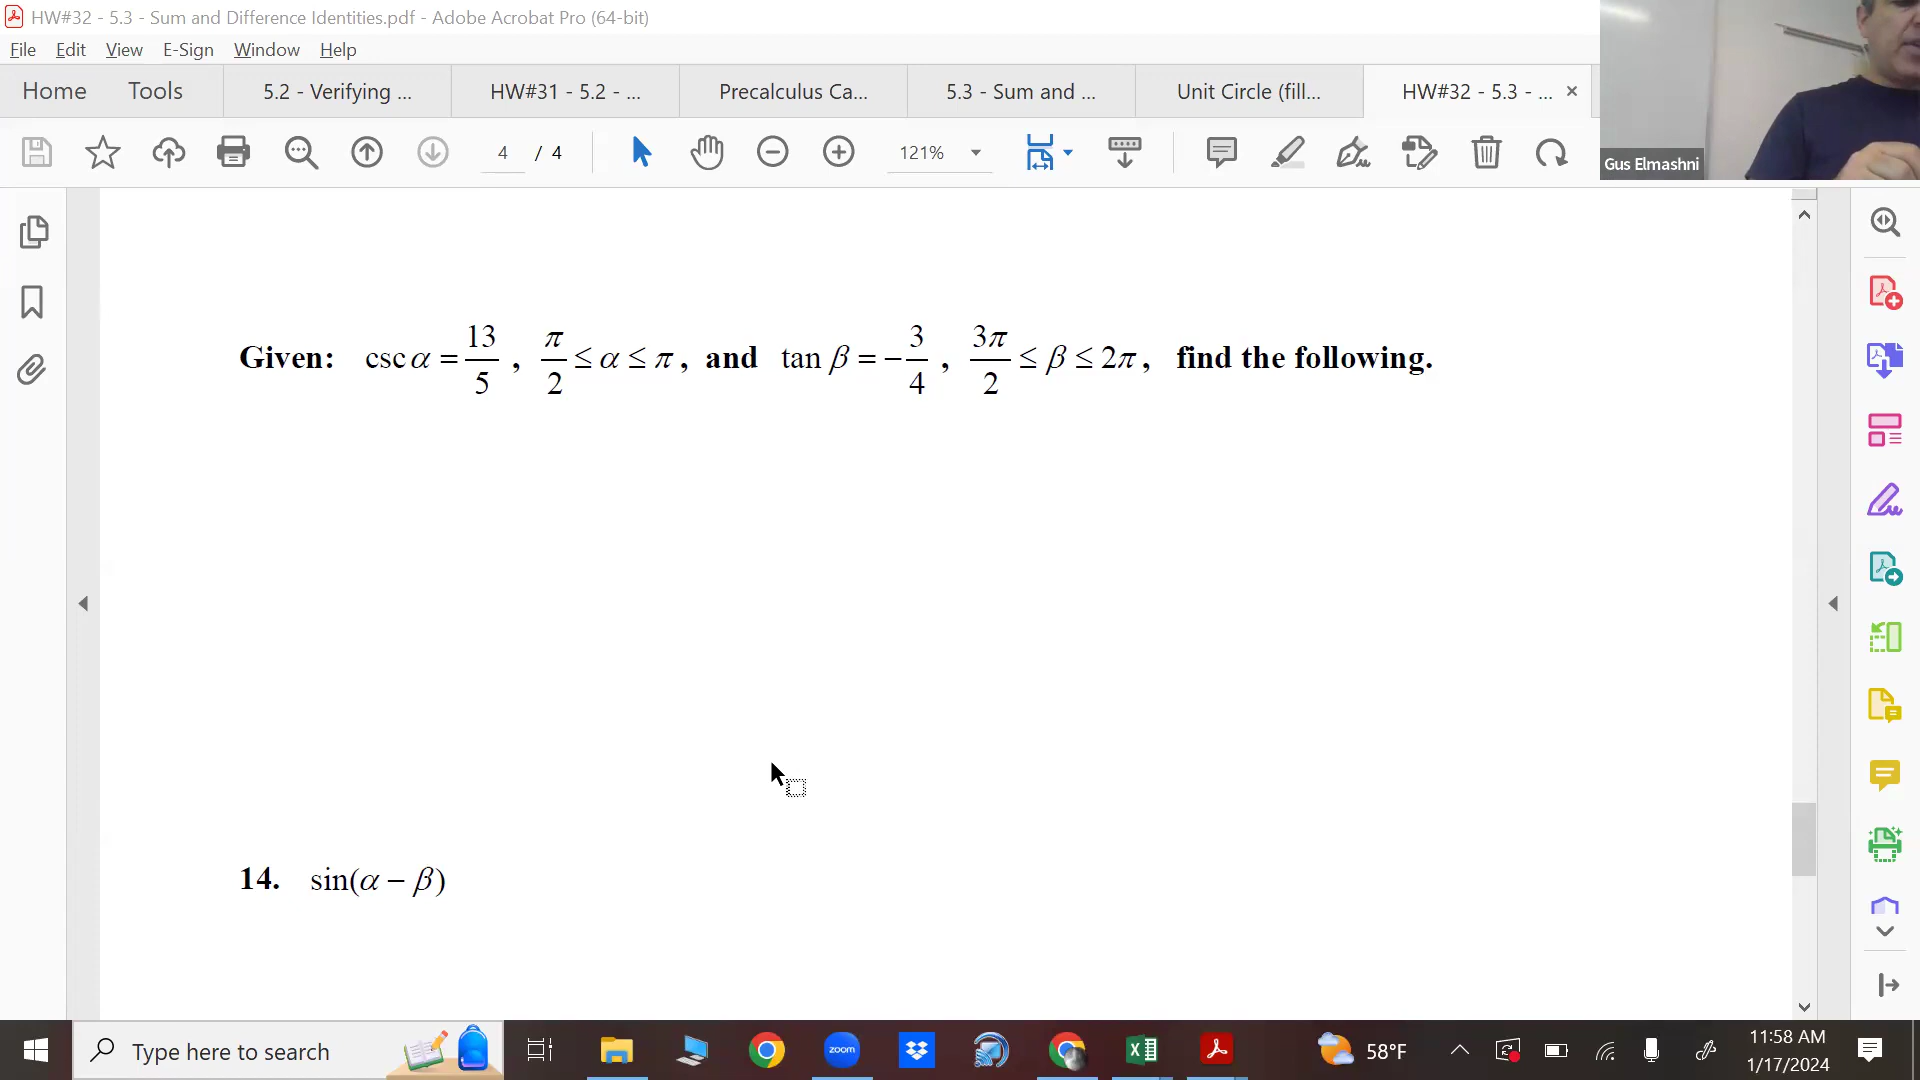 HW#32 - 5.3 - Sum and Difference Identities.pdf - Adobe Acrobat Pro (64-bit)
File Edit View E-Sign Window Help
Home Tools 5.2 - Verifying ... HW#31 - 5.2 - ... Precalculus Ca... 5.3 - Sum and ... Unit Circle (fill... HW#32 - 5.3 - ... ×
4 / 4 121%
Gus Elmashni
Given: csc α = 13/5 , π/2 ≤ α ≤ π, and tan β = −3/4 , 3π/2 ≤ β ≤ 2π, find the following.
14. sin(α − β)
Type here to search zoom 58°F 11:58 AM
1/17/2024